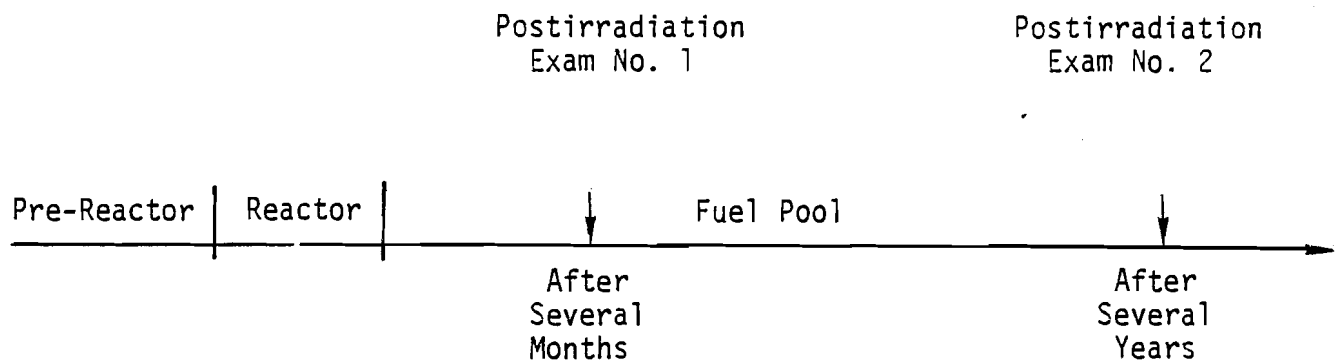 Postirradiation
Exam No. 1
Postirradiation
Exam No. 2
Pre-Reactor
Reactor
Fuel Pool
After
Several
Months
After
Several
Years